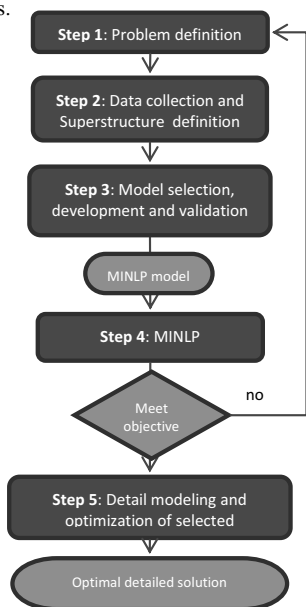 s.
Step 1: Problem definition
Step 2: Data collection and
Superstructure definition
Step 3: Model selection,
development and validation
MINLP model
Step 4: MINLP
Meet
objective
no
Step 5: Detail modeling and
optimization of selected
Optimal detailed solution